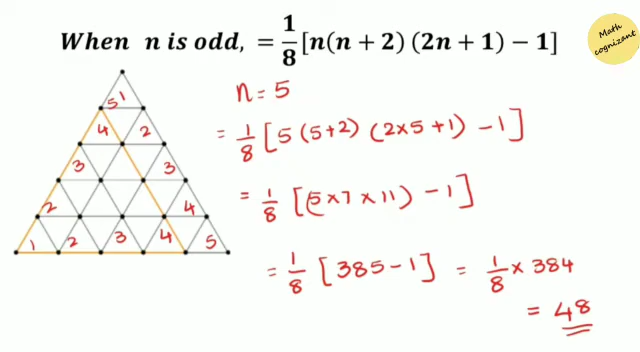 Math
cognizant
When n is odd, = 1/8 [n(n + 2) (2n + 1) − 1]
n = 5
= 1/8 [5 (5+2) (2×5 +1) −1]
= 1/8 [(5×7×11) −1]
= 1/8 [385−1] = 1/8 × 384
= 48
5 1
4 2
3 3
2 4
1 2 3 4 5